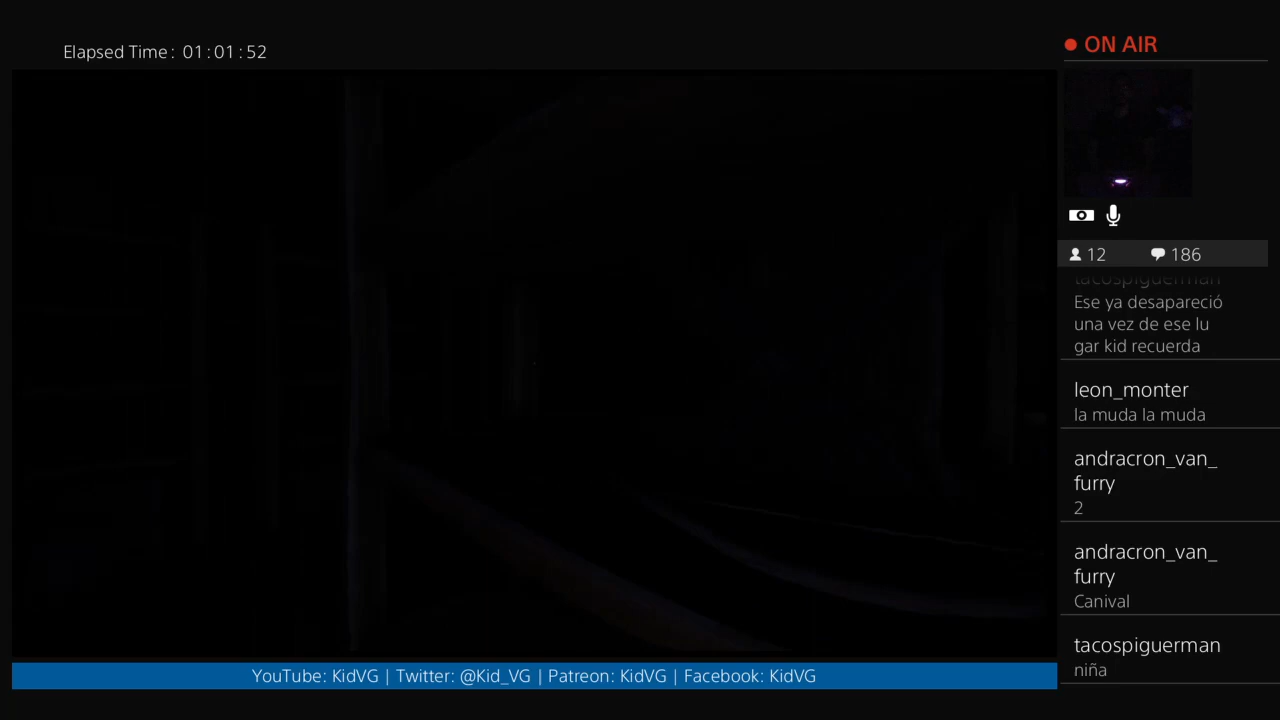 Elapsed Time: 01:01:52
ON AIR
12 186
tacospiguerman
Ese ya desapareció
una vez de ese lu
gar kid recuerda
leon_monter
la muda la muda
andracron_van_
furry
2
andracron_van_
furry
Canival
tacospiguerman
niña
YouTube: KidVG | Twitter: @Kid_VG | Patreon: KidVG | Facebook: KidVG